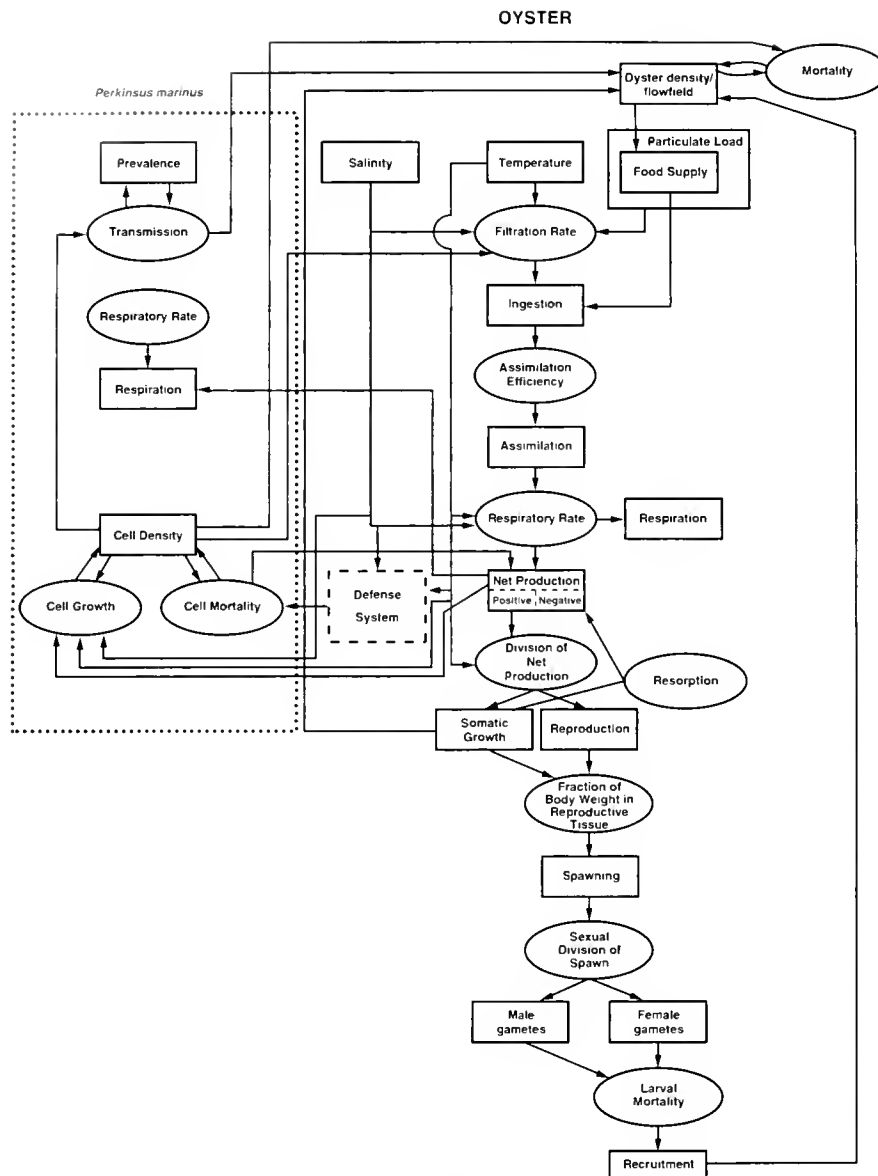 OYSTER
Mortality
Oyster density/
flowfield
Perkinsus marinus
Particulate Load
Food Supply
Prevalence
Salinity
Temperature
Transmission
Filtration Rate
Respiratory Rate
Ingestion
Respiration
Assimilation
Efficiency
Assimilation
Respiratory Rate
Respiration
Cell Density
Cell Growth
Cell Mortality
Defense
System
Net Production
Positive Negative
Division of
Net
Production
Resorption
Somatic
Growth
Reproduction
Fraction of
Body Weight in
Reproductive
Tissue
Spawning
Sexual
Division of
Spawn
Male
gametes
Female
gametes
Larval
Mortality
Recruitment